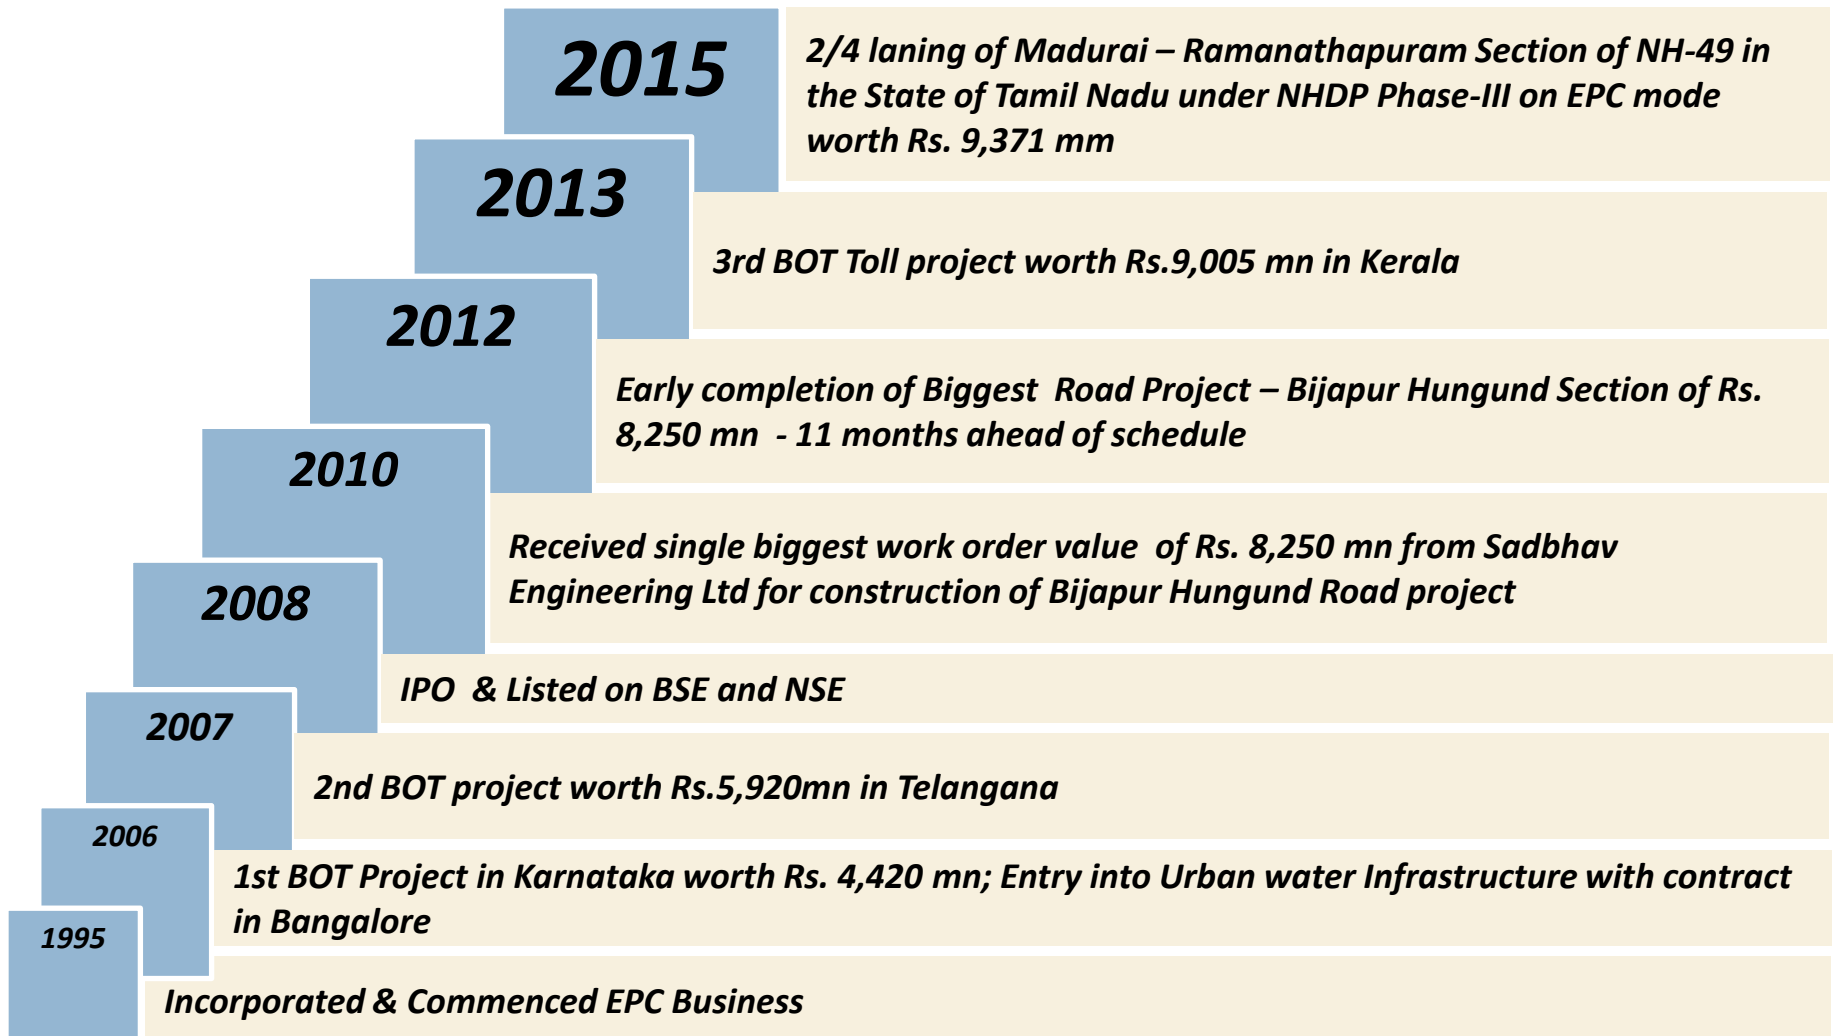 2015
2/4 laning of Madurai – Ramanathapuram Section of NH-49 in
the State of Tamil Nadu under NHDP Phase-III on EPC mode
worth Rs. 9,371 mm
2013
3rd BOT Toll project worth Rs.9,005 mn in Kerala
2012
Early completion of Biggest Road Project – Bijapur Hungund Section of Rs.
8,250 mn - 11 months ahead of schedule
2010
Received single biggest work order value of Rs. 8,250 mn from Sadbhav
Engineering Ltd for construction of Bijapur Hungund Road project
2008
IPO & Listed on BSE and NSE
2007
2nd BOT project worth Rs.5,920mn in Telangana
2006
1st BOT Project in Karnataka worth Rs. 4,420 mn; Entry into Urban water Infrastructure with contract
in Bangalore
1995
Incorporated & Commenced EPC Business